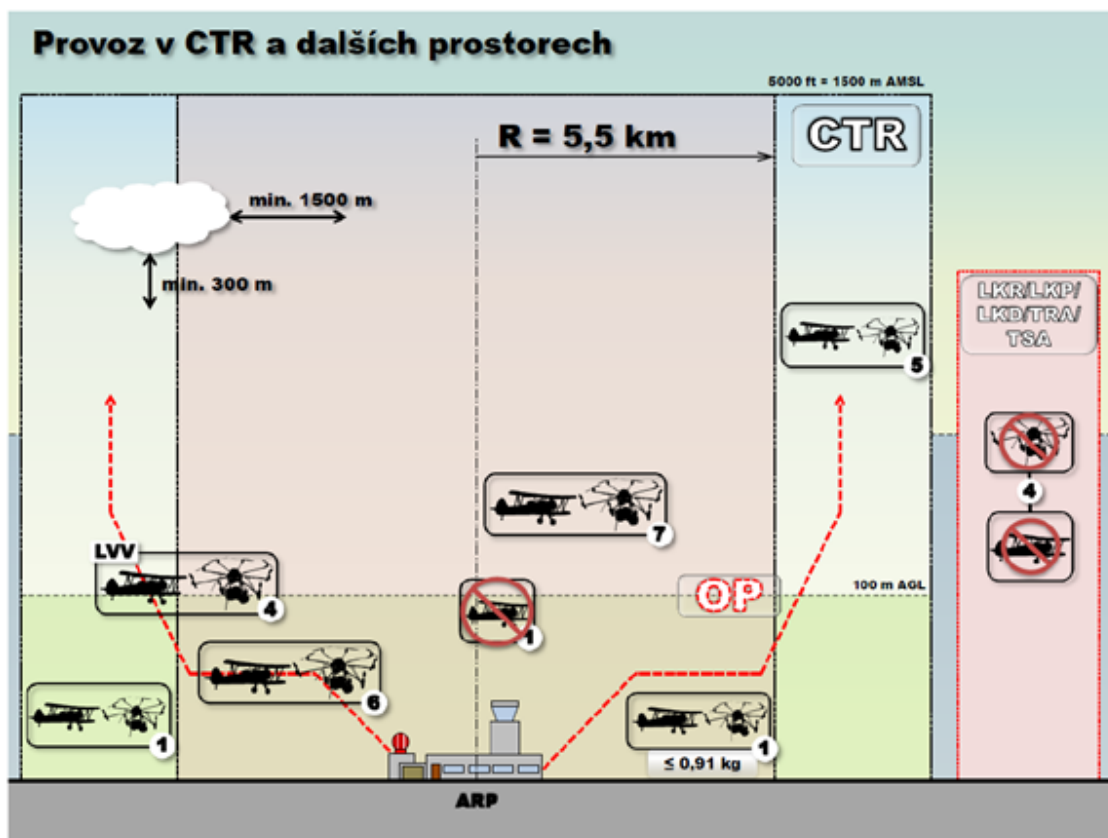 Provoz v CTR a dalších prostorech
5000 ft = 1500 m AMSL
R = 5,5 km
CTR
min. 1500 m
min. 300 m
LKR/LKP/
LKD/TRA/
TSA
5
4
7
LVV
4
OP
100 m AGL
1
6
1
1
≤ 0,91 kg
ARP